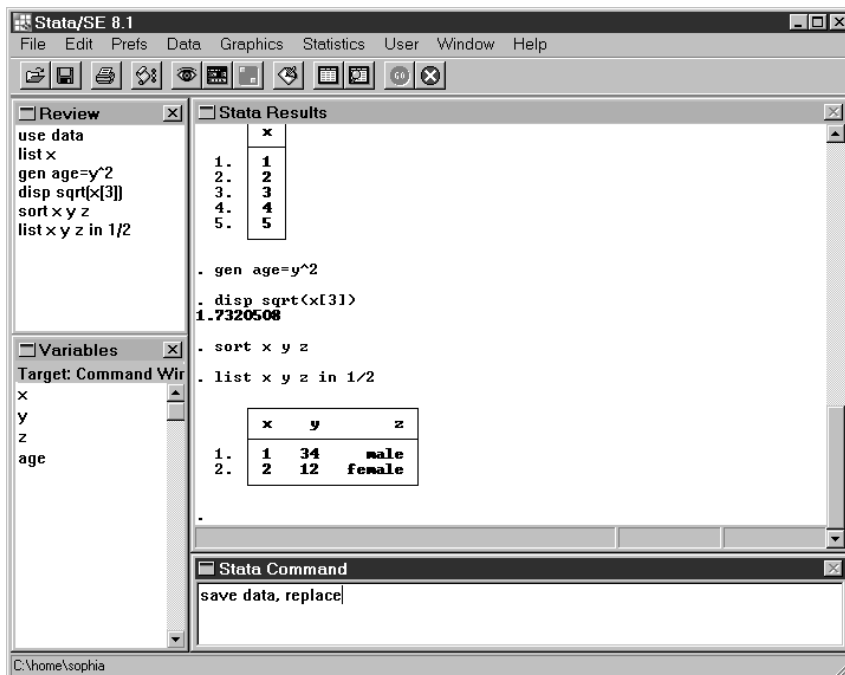 Stata/SE 8.1
File Edit Prefs Data Graphics Statistics User Window Help
GO
Review
use data
list x
gen age=y^2
disp sqrt(x[3])
sort x y z
list x y z in 1/2
Variables
Target: Command Wir
x
y
z
age
Stata Results
x
1. 1
2. 2
3. 3
4. 4
5. 5
. gen age=y^2
. disp sqrt(x[3])
1.7320508
. sort x y z
. list x y z in 1/2
x y z
1. 1 34 male
2. 2 12 female
.
Stata Command
save data, replace
C:\home\sophia